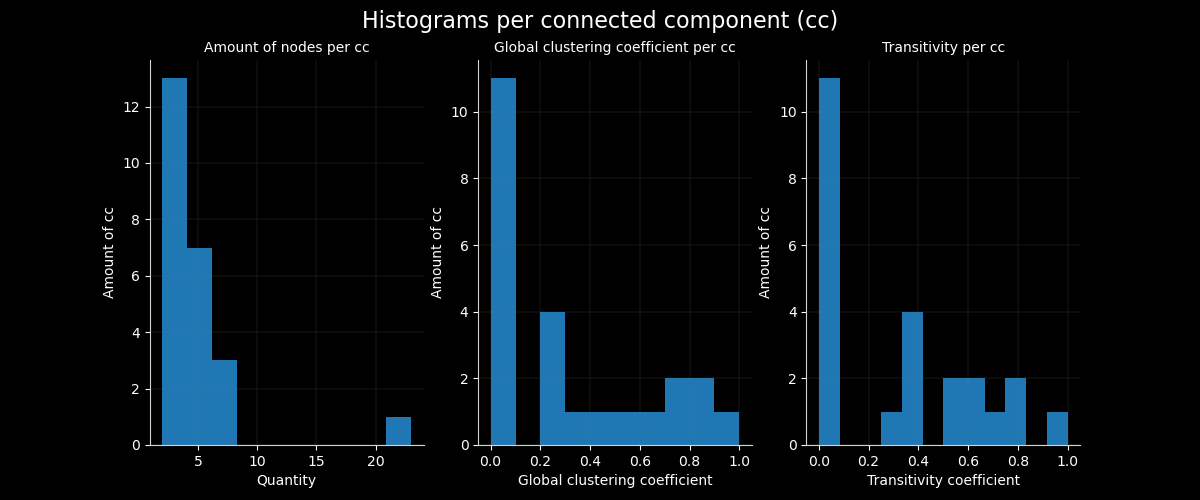 Histograms per connected component (cc)
Amount of nodes per cc
Amount of cc
12
10
8
6
4
2
0
5 10 15 20
Quantity
Global clustering coefficient per cc
Amount of cc
10
8
6
4
2
0
0.0 0.2 0.4 0.6 0.8 1.0
Global clustering coefficient
Transitivity per cc
Amount of cc
10
8
6
4
2
0
0.0 0.2 0.4 0.6 0.8 1.0
Transitivity coefficient